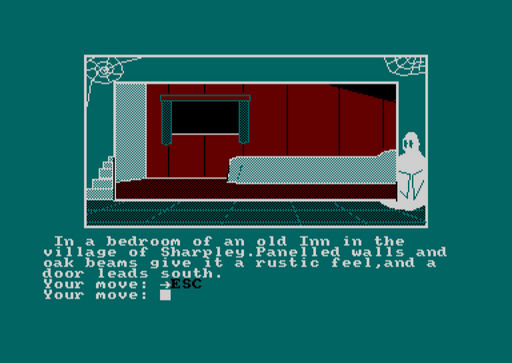 In a bedroom of an old Inn in the
village of Sharpley.Panelled walls and
oak beams give it a rustic feel,and a
door leads south.
Your move: →ESC
Your move: